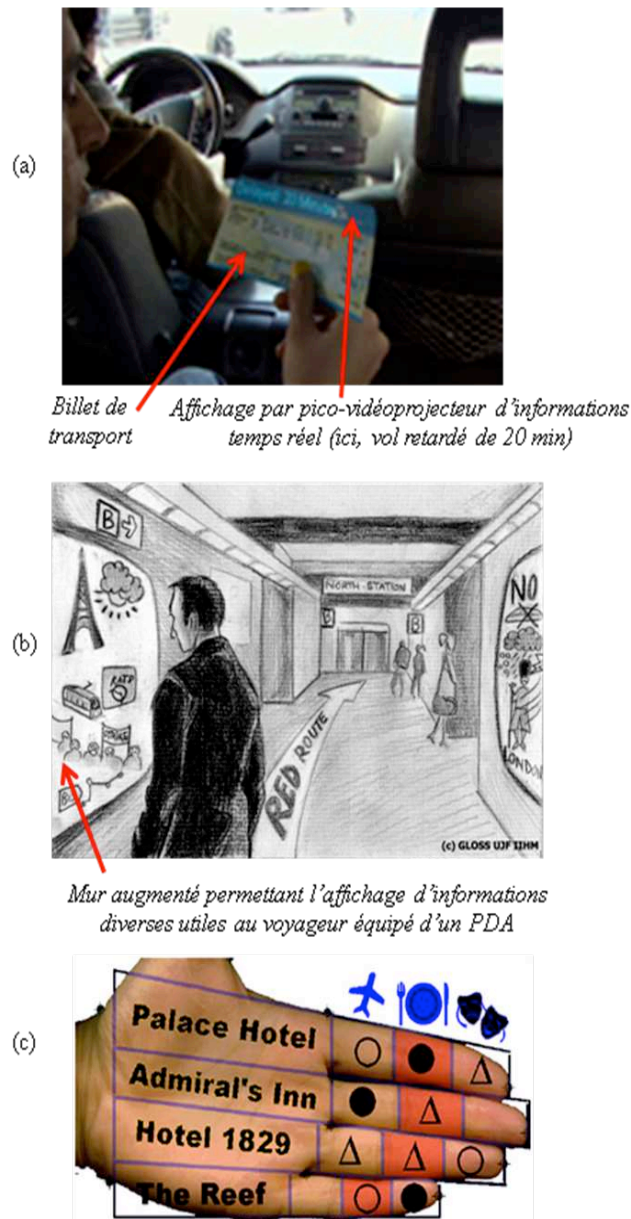 (a)
Billet de transport
Affichage par pico-vidéoprojecteur d'informations
temps réel (ici, vol retardé de 20 min)
(b)
B
NORTH-STATION
B
B
NO
RATP
RED ROUTE
LONDON
(c) GLOSS UJF IIHM
Mur augmenté permettant l'affichage d'informations
diverses utiles au voyageur équipé d'un PDA
(c)
Palace Hotel
Admiral's Inn
Hotel 1829
The Reef